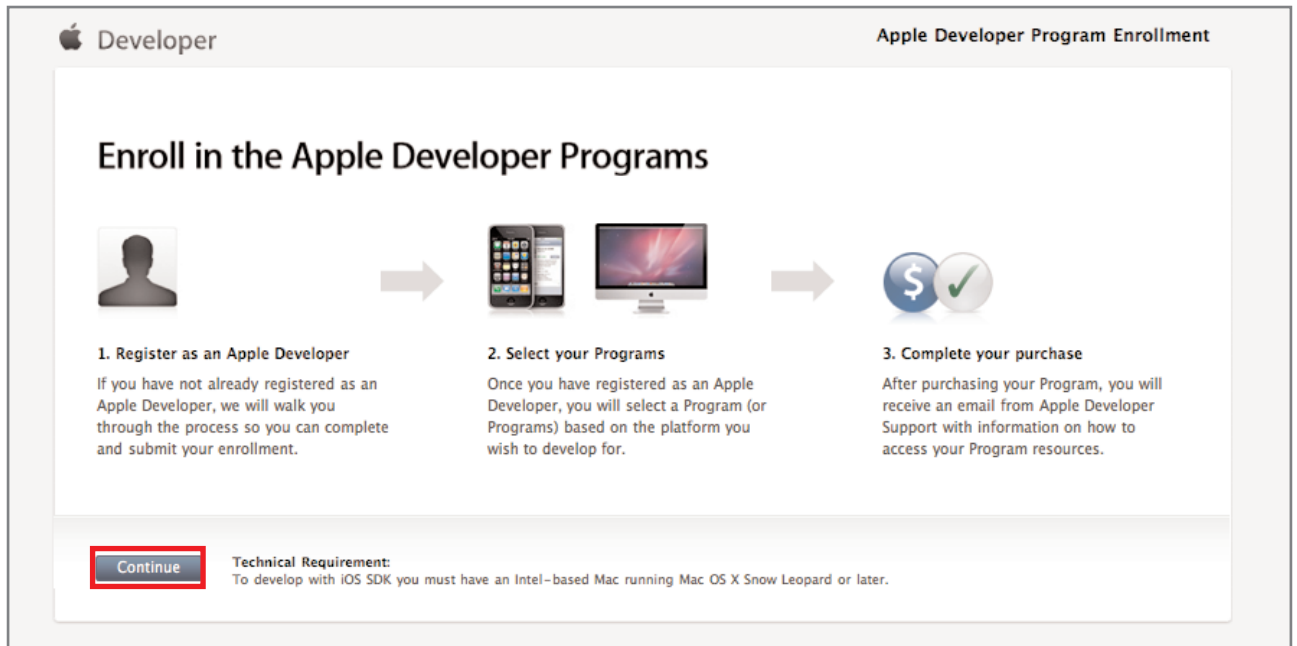 Developer
Apple Developer Program Enrollment
Enroll in the Apple Developer Programs
1. Register as an Apple Developer
If you have not already registered as an
Apple Developer, we will walk you
through the process so you can complete
and submit your enrollment.
2. Select your Programs
Once you have registered as an Apple
Developer, you will select a Program (or
Programs) based on the platform you
wish to develop for.
$
3. Complete your purchase
After purchasing your Program, you will
receive an email from Apple Developer
Support with information on how to
access your Program resources.
Continue
Technical Requirement:
To develop with iOS SDK you must have an Intel-based Mac running Mac OS X Snow Leopard or later.